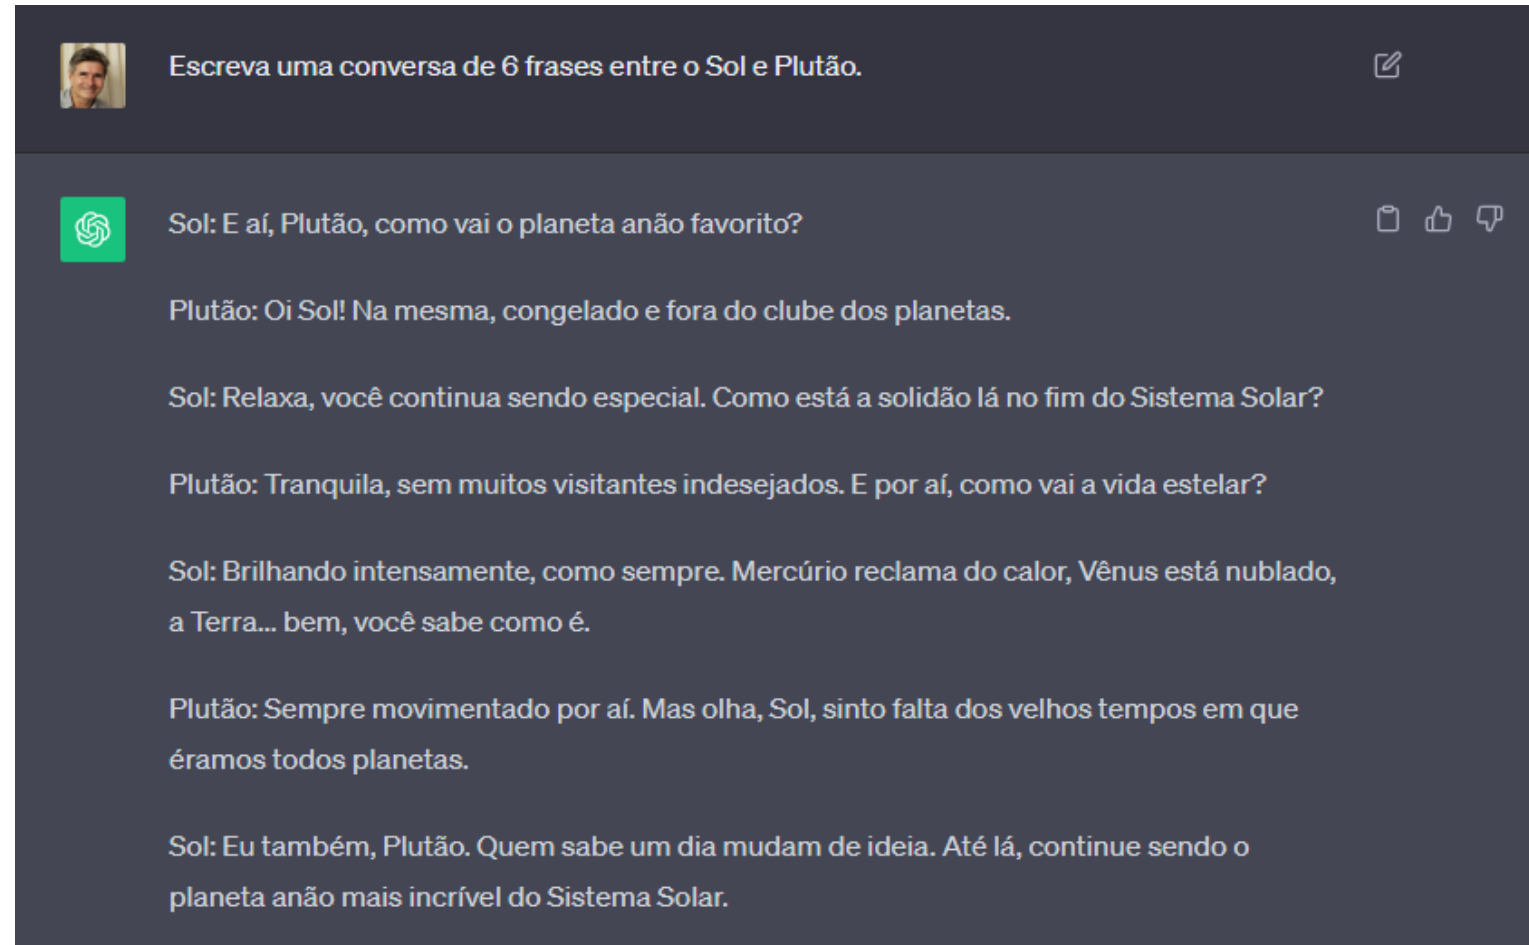 Escreva uma conversa de 6 frases entre o Sol e Plutão.
Sol: E aí, Plutão, como vai o planeta anão favorito?
Plutão: Oi Sol! Na mesma, congelado e fora do clube dos planetas.
Sol: Relaxa, você continua sendo especial. Como está a solidão lá no fim do Sistema Solar?
Plutão: Tranquila, sem muitos visitantes indesejados. E por aí, como vai a vida estelar?
Sol: Brilhando intensamente, como sempre. Mercúrio reclama do calor, Vênus está nublado,
a Terra... bem, você sabe como é.
Plutão: Sempre movimentado por aí. Mas olha, Sol, sinto falta dos velhos tempos em que
éramos todos planetas.
Sol: Eu também, Plutão. Quem sabe um dia mudam de ideia. Até lá, continue sendo o
planeta anão mais incrível do Sistema Solar.